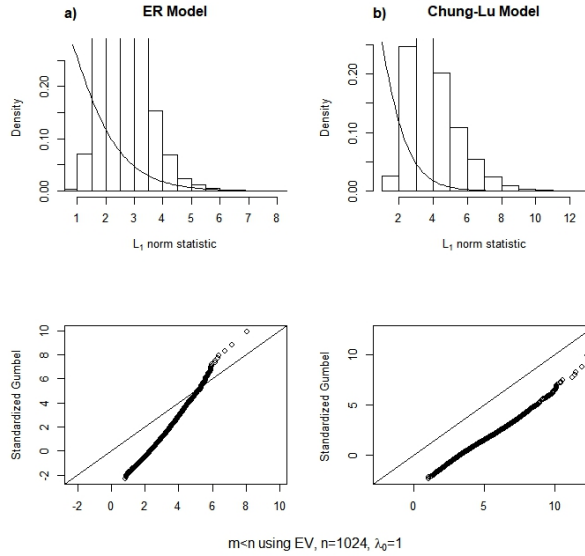 a) ER Model
b) Chung-Lu Model
Density
0.00 0.10 0.20
1 2 3 4 5 6 7 8
L₁ norm statistic
Density
0.00 0.10 0.20
2 4 6 8 10 12
L₁ norm statistic
Standardized Gumbel
-2 0 2 4 6 8 10
-2 0 2 4 6 8 10
Standardized Gumbel
0 5 10
0 5 10
m<n using EV, n=1024, λ₀=1